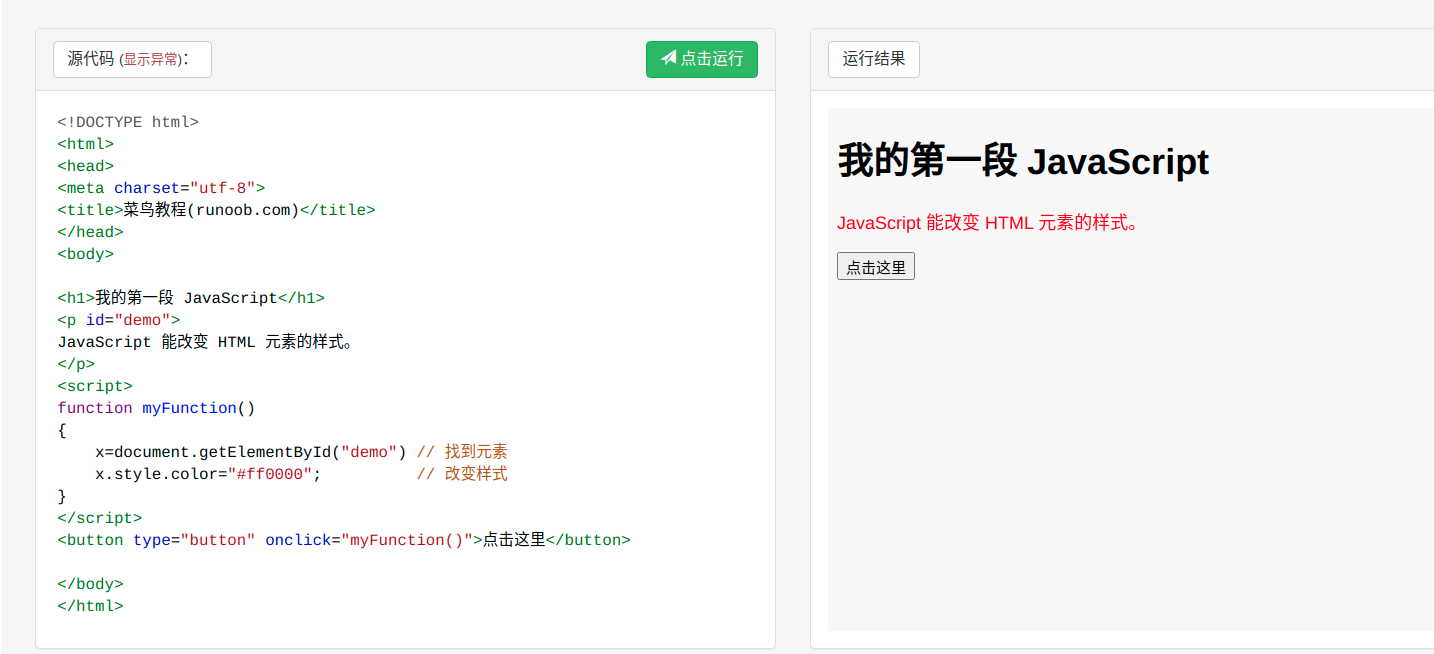 源代码 (显示异常)：
点击运行
<!DOCTYPE html>
<html>
<head>
<meta charset="utf-8">
<title>菜鸟教程(runoob.com)</title>
</head>
<body>
<h1>我的第一段 JavaScript</h1>
<p id="demo">
JavaScript 能改变 HTML 元素的样式。
</p>
<script>
function myFunction()
{
    x=document.getElementById("demo") // 找到元素
    x.style.color="#ff0000";          // 改变样式
}
</script>
<button type="button" onclick="myFunction()">点击这里</button>
</body>
</html>
运行结果
我的第一段 JavaScript
JavaScript 能改变 HTML 元素的样式。
点击这里